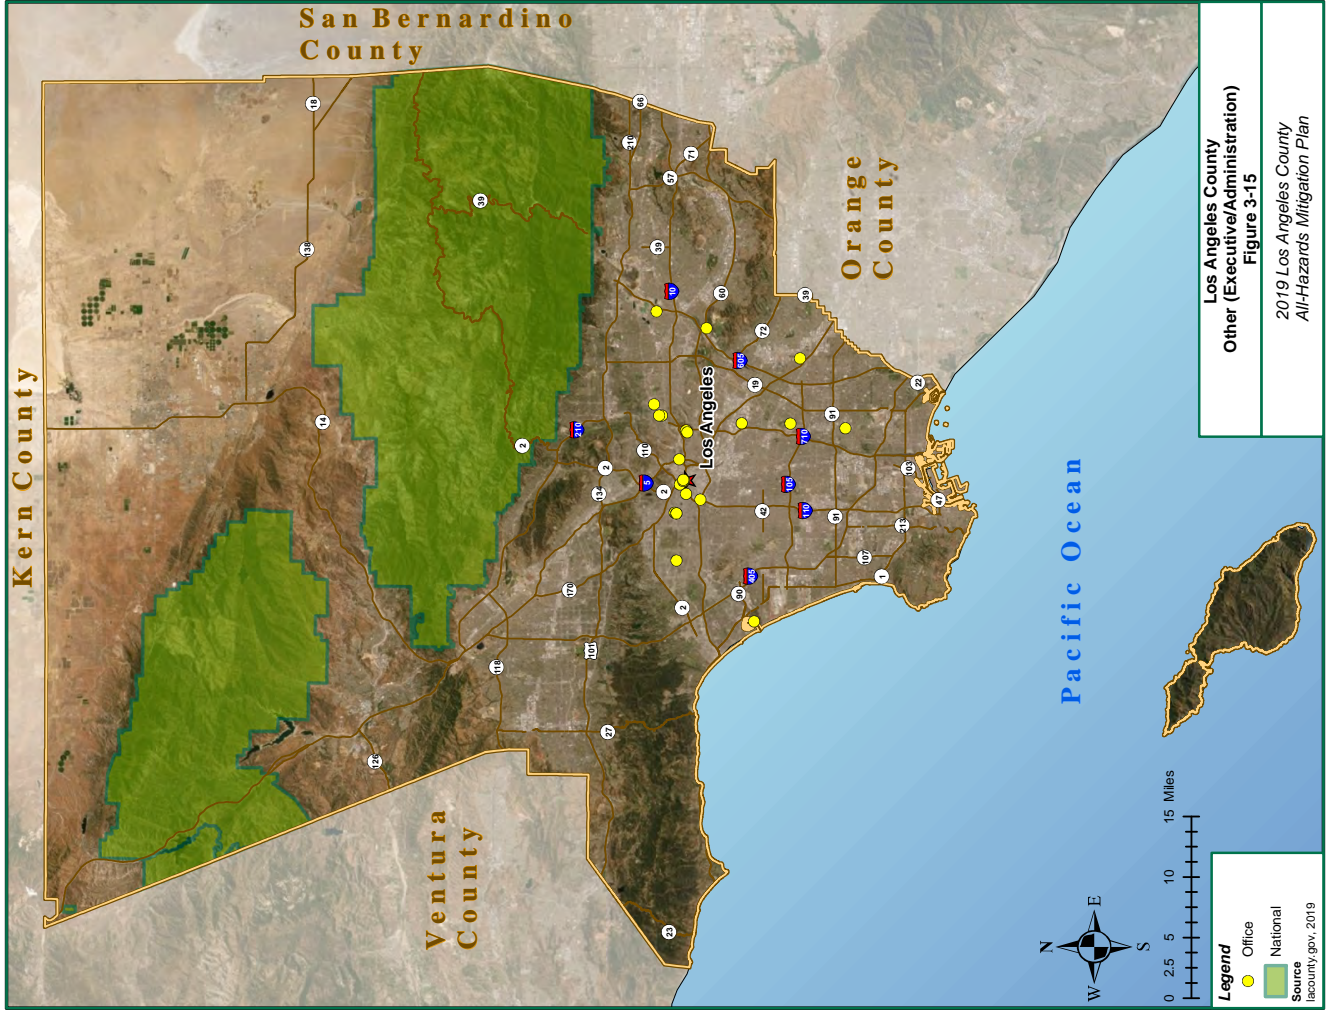 San Bernardino
County
Kern County
Ventura
County
Orange
County
Pacific Ocean
Los Angeles
18
138
14
39
2
210
66
210
71
57
39
10
60
39
72
605
19
22
91
710
110
5
2
134
2
105
42
110
91
103
47
213
107
1
405
90
2
170
118
101
27
126
23
Los Angeles County
Other (Executive/Administration)
Figure 3-15
2019 Los Angeles County
All-Hazards Mitigation Plan
N
W
E
S
0 2.5 5 10 15 Miles
Legend
Office
National
Source
lacounty.gov, 2019